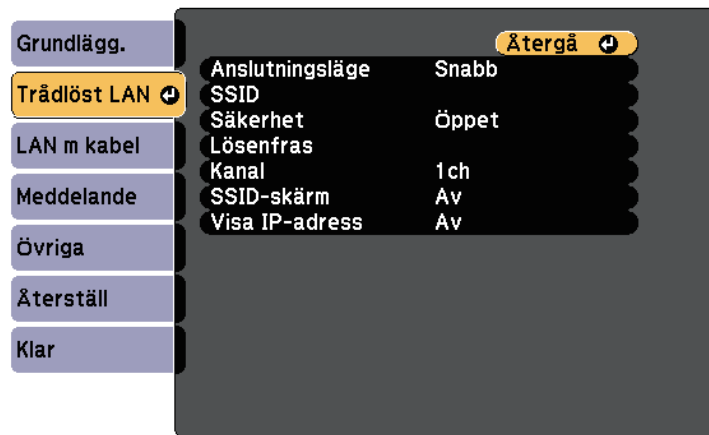 Grundlägg.
Trådlöst LAN
LAN m kabel
Meddelande
Övriga
Återställ
Klar
Återgå
Anslutningsläge Snabb
SSID
Säkerhet Öppet
Lösenfras
Kanal 1ch
SSID-skärm Av
Visa IP-adress Av